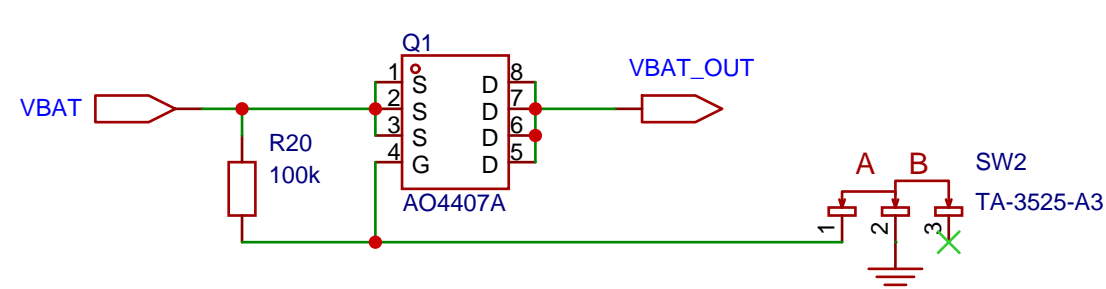 Q1
VBAT
VBAT_OUT
1 S D 8
2 S D 7
3 S D 6
4 G D 5
AO4407A
R20
100k
A B
SW2
TA-3525-A3
1 2 3